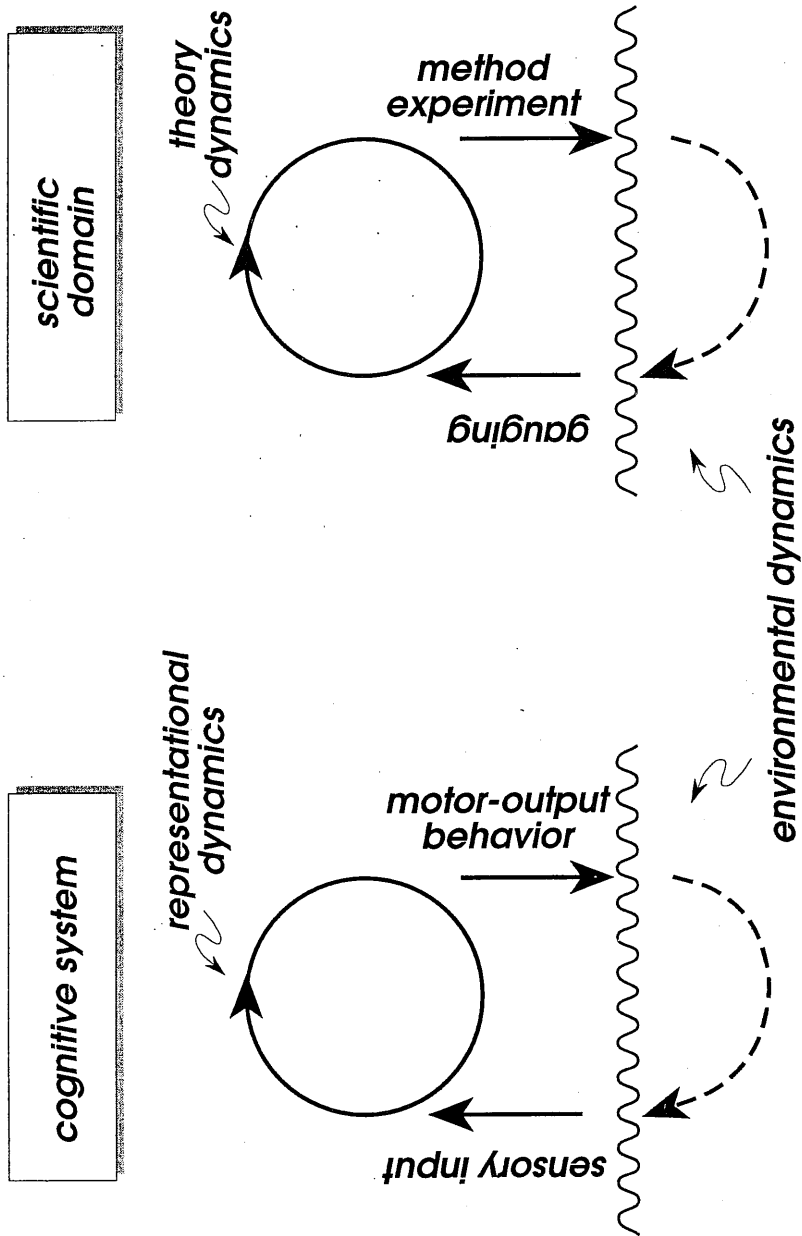 cognitive system
scientific
domain
representational
dynamics
theory
dynamics
sensory input
motor-output
behavior
gauging
method
experiment
environmental dynamics